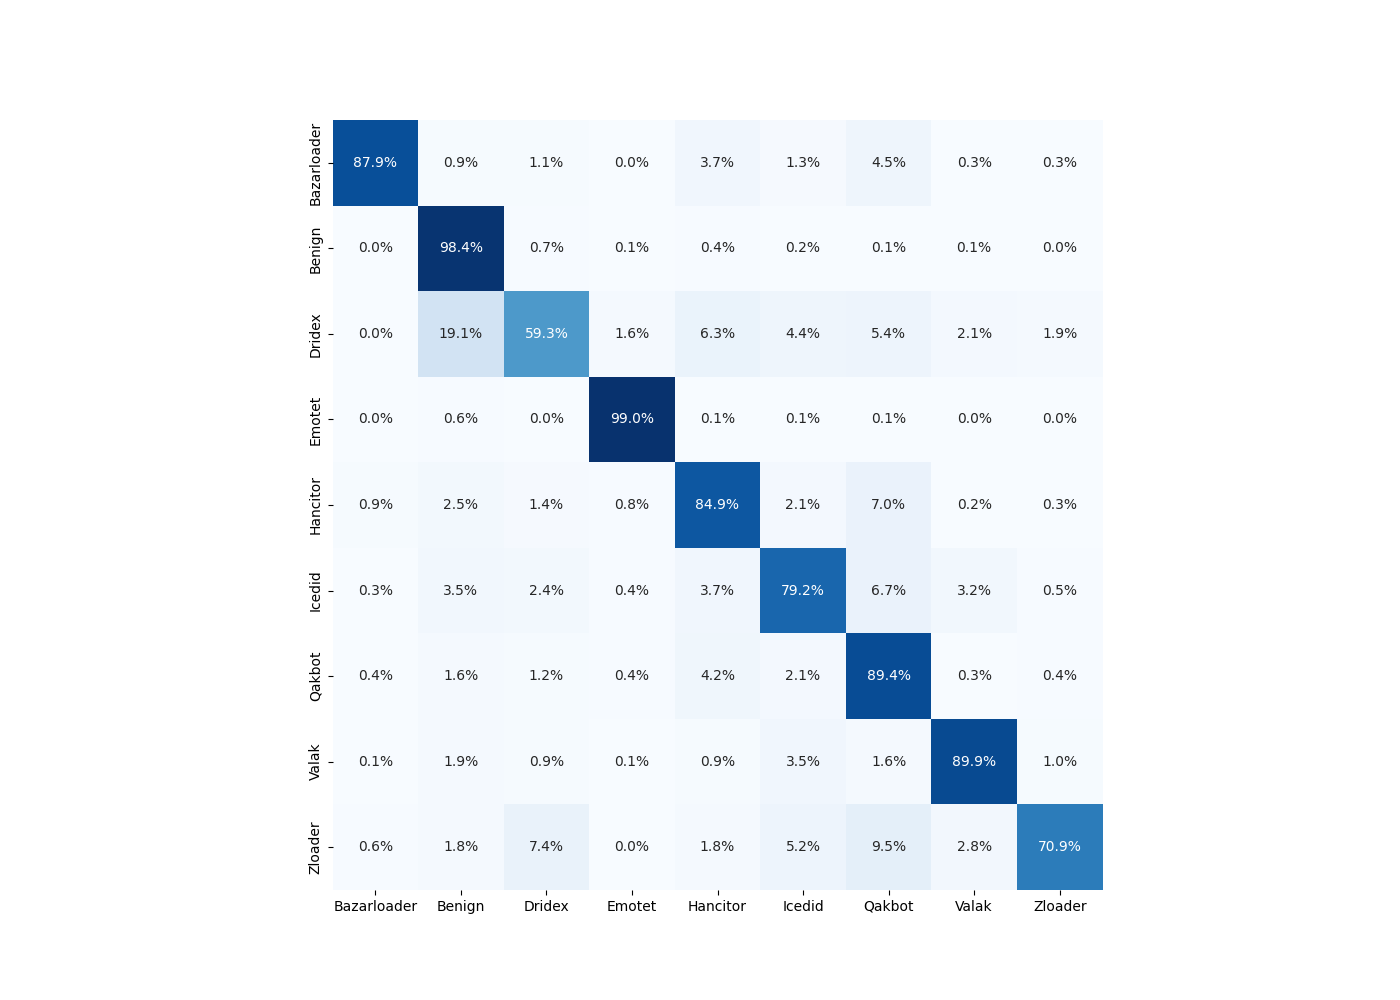 Bazarloader 87.9% 0.9% 1.1% 0.0% 3.7% 1.3% 4.5% 0.3% 0.3%
Benign 0.0% 98.4% 0.7% 0.1% 0.4% 0.2% 0.1% 0.1% 0.0%
Dridex 0.0% 19.1% 59.3% 1.6% 6.3% 4.4% 5.4% 2.1% 1.9%
Emotet 0.0% 0.6% 0.0% 99.0% 0.1% 0.1% 0.1% 0.0% 0.0%
Hancitor 0.9% 2.5% 1.4% 0.8% 84.9% 2.1% 7.0% 0.2% 0.3%
Icedid 0.3% 3.5% 2.4% 0.4% 3.7% 79.2% 6.7% 3.2% 0.5%
Qakbot 0.4% 1.6% 1.2% 0.4% 4.2% 2.1% 89.4% 0.3% 0.4%
Valak 0.1% 1.9% 0.9% 0.1% 0.9% 3.5% 1.6% 89.9% 1.0%
Zloader 0.6% 1.8% 7.4% 0.0% 1.8% 5.2% 9.5% 2.8% 70.9%
Bazarloader Benign Dridex Emotet Hancitor Icedid Qakbot Valak Zloader